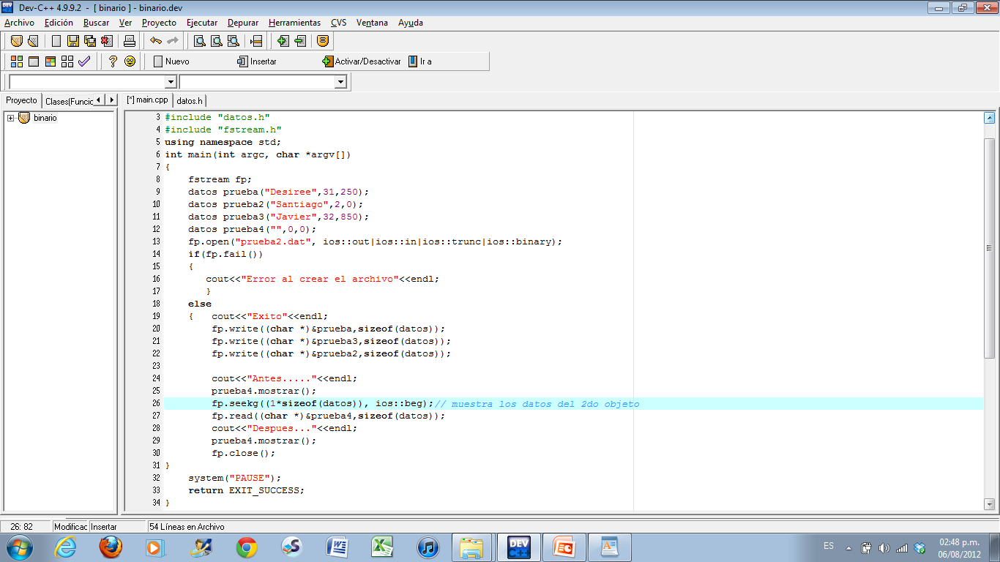 Dev-C++ 4.9.9.2 - [ binario ] - binario.dev
Archivo Edición Buscar Ver Proyecto Ejecutar Depurar Herramientas CVS Ventana Ayuda
Nuevo Insertar Activar/Desactivar Ir a
Proyecto Clases(Funcio [*] main.cpp datos.h
binario
3 #include "datos.h"
4 #include "fstream.h"
5 using namespace std;
6 int main(int argc, char *argv[])
7 {
8 fstream fp;
9 datos prueba("Desiree",31,250);
10 datos prueba2("Santiago",2,0);
11 datos prueba3("Javier",32,850);
12 datos prueba4("",0,0);
13 fp.open("prueba2.dat", ios::out|ios::in|ios::trunc|ios::binary);
14 if(fp.fail())
15 {
16 cout<<"Error al crear el archivo"<<endl;
17 }
18 else
19 { cout<<"Exito"<<endl;
20 fp.write((char *)&prueba,sizeof(datos));
21 fp.write((char *)&prueba3,sizeof(datos));
22 fp.write((char *)&prueba2,sizeof(datos));
23
24 cout<<"Antes....."<<endl;
25 prueba4.mostrar();
26 fp.seekg((1*sizeof(datos)), ios::beg);// muestra los datos del 2do objeto
27 fp.read((char *)&prueba4,sizeof(datos));
28 cout<<"Despues..."<<endl;
29 prueba4.mostrar();
30 fp.close();
31 }
32 system("PAUSE");
33 return EXIT_SUCCESS;
34 }
26: 82 Modificac Insertar 54 Líneas en Archivo
DEV C++ ES 02:48 p.m.
06/08/2012